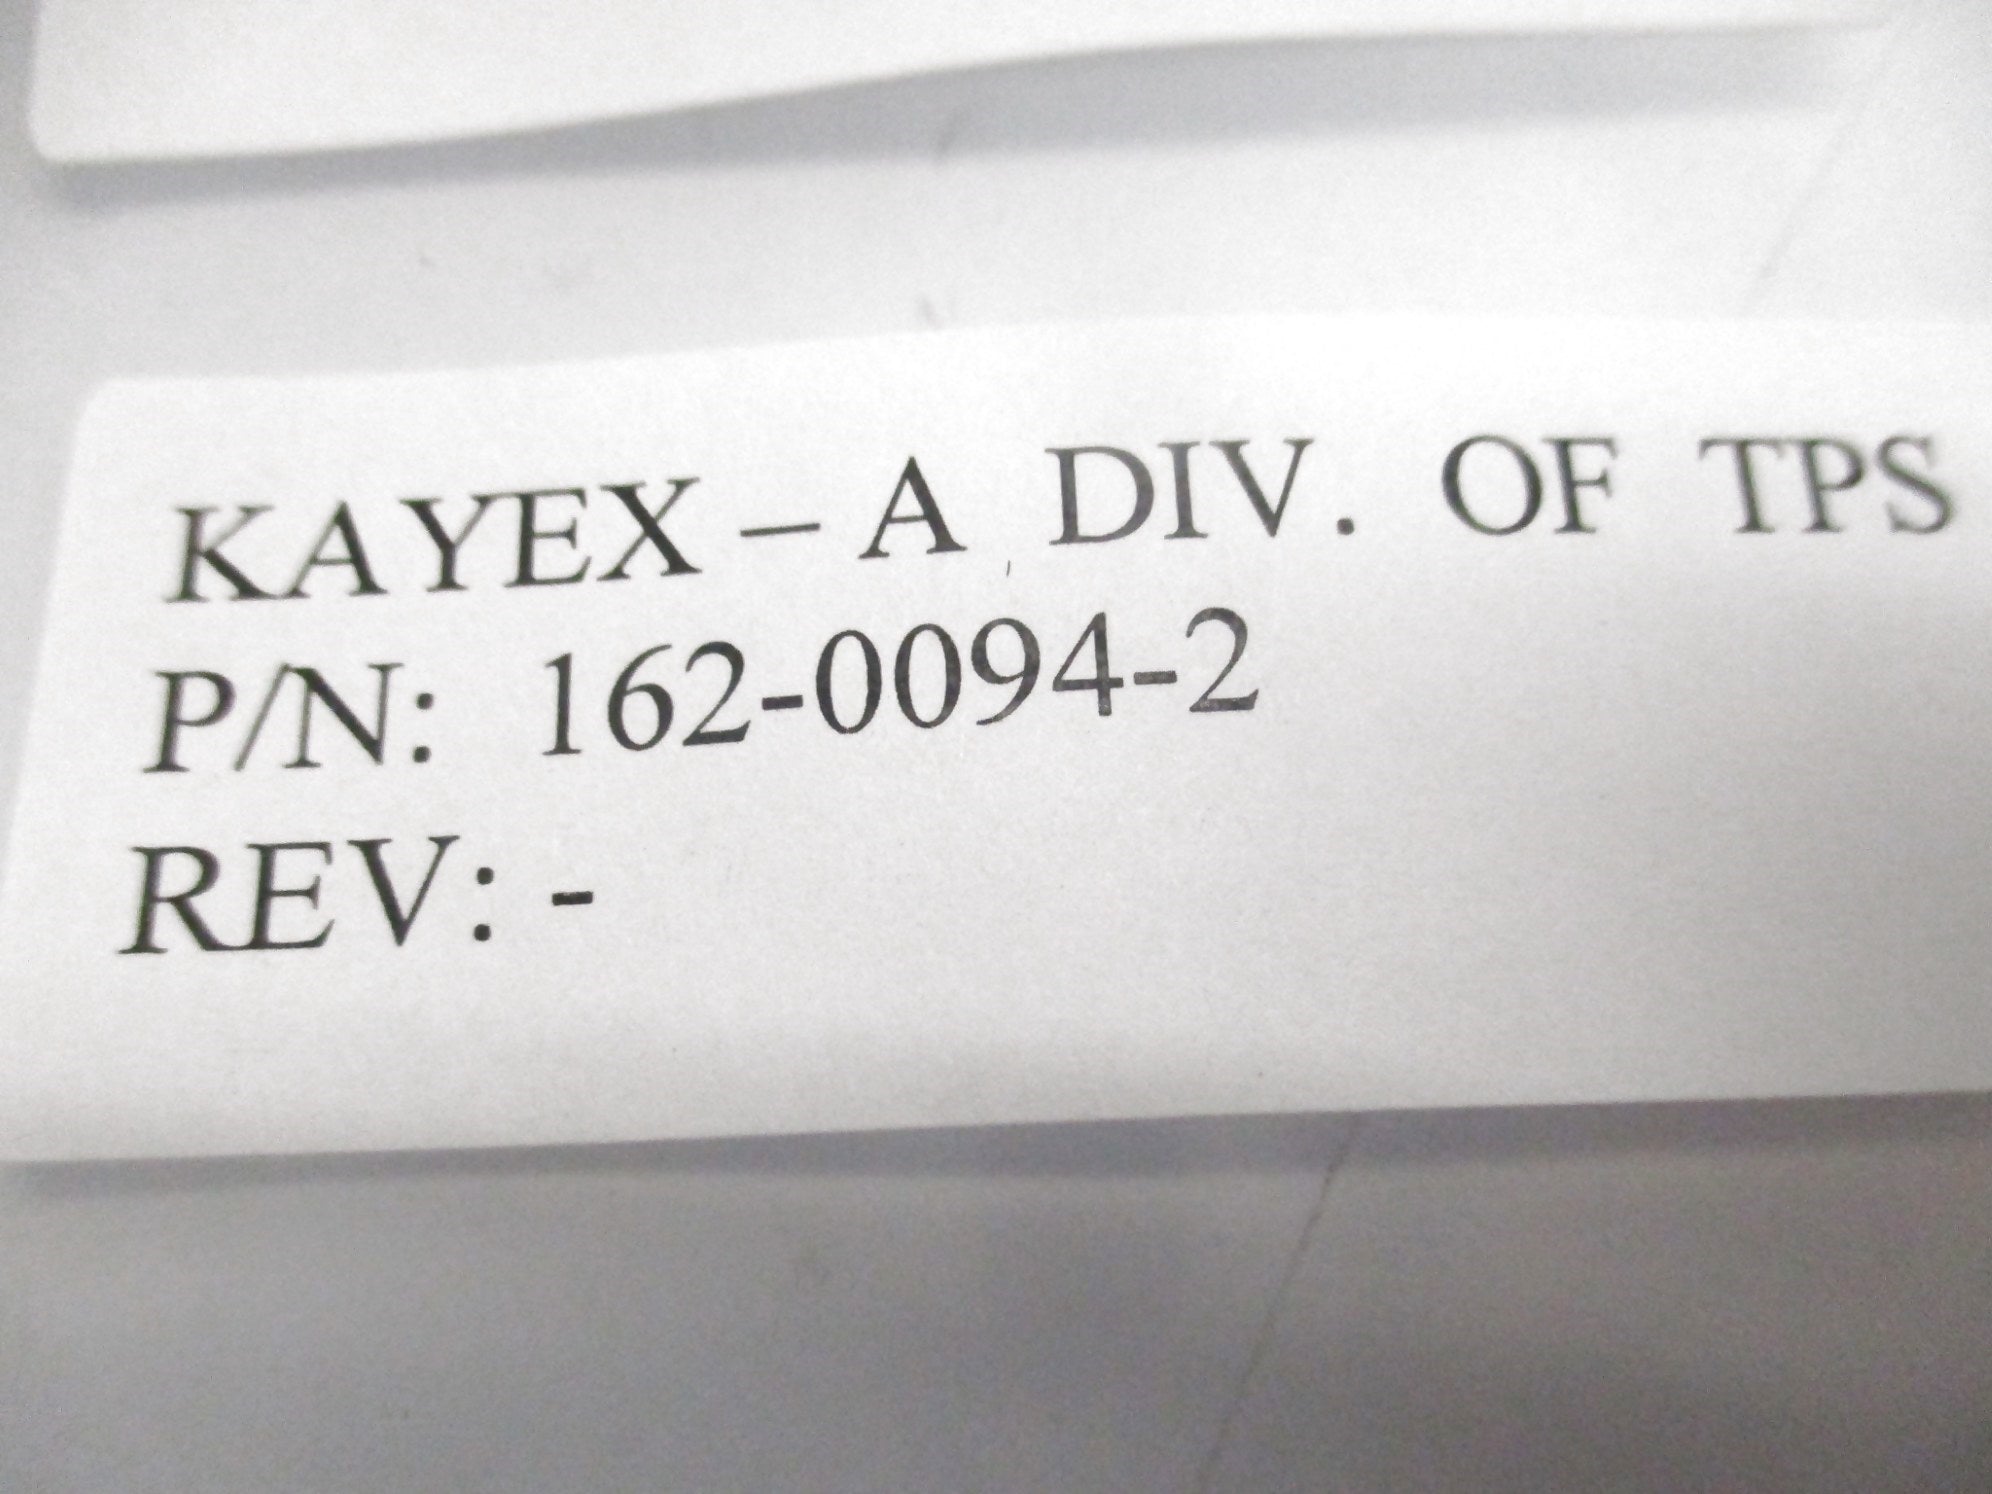 KAYEX – A DIV. OF TPS
P/N: 162-0094-2
REV: -